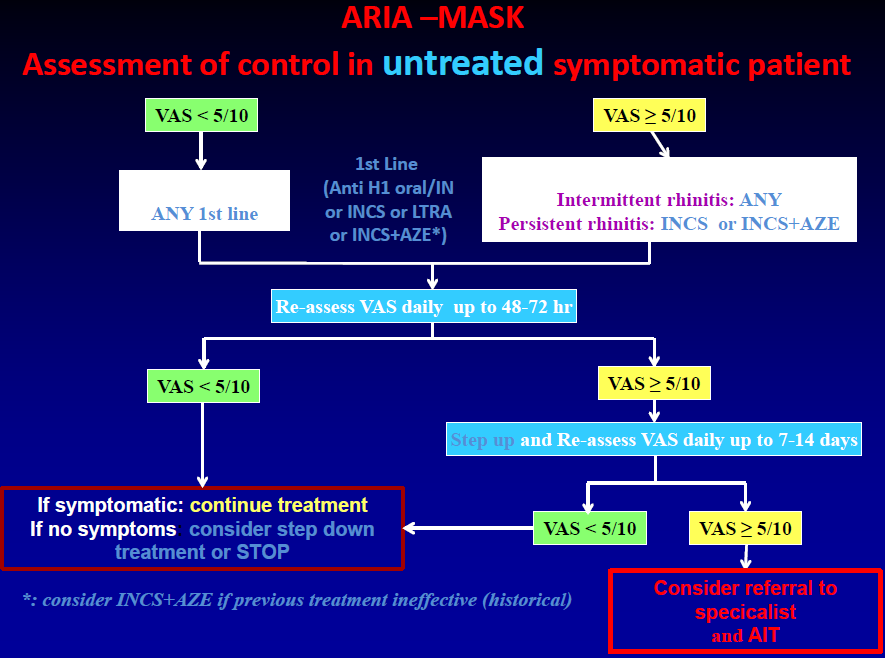 ARIA –MASK
Assessment of control in untreated symptomatic patient
VAS < 5/10
VAS ≥ 5/10
ANY 1st line
1st Line
(Anti H1 oral/IN
or INCS or LTRA
or INCS+AZE*)
Intermittent rhinitis: ANY
Persistent rhinitis: INCS or INCS+AZE
Re-assess VAS daily up to 48-72 hr
VAS < 5/10
VAS ≥ 5/10
Step up and Re-assess VAS daily up to 7-14 days
If symptomatic: continue treatment
If no symptoms consider step down
treatment or STOP
VAS < 5/10
VAS ≥ 5/10
*: consider INCS+AZE if previous treatment ineffective (historical)
Consider referral to
specicalist
and AIT